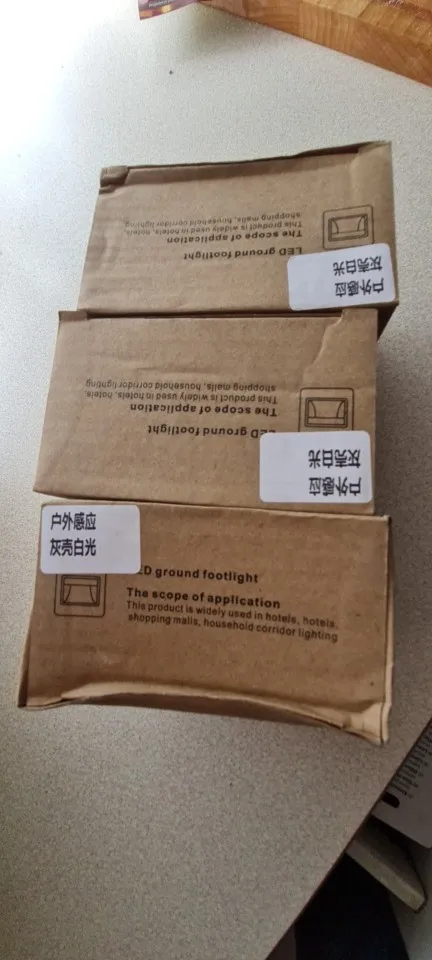 LED ground footlight
The scope of application
This product is widely used in hotels, hotels,
shopping malls, household corridor lighting
户外感应
灰壳白光
LED ground footlight
The scope of application
This product is widely used in hotels, hotels,
shopping malls, household corridor lighting
户外感应
灰壳白光
户外感应
灰壳白光
ED ground footlight
The scope of application
This product is widely used in hotels, hotels,
shopping malls, household corridor lighting